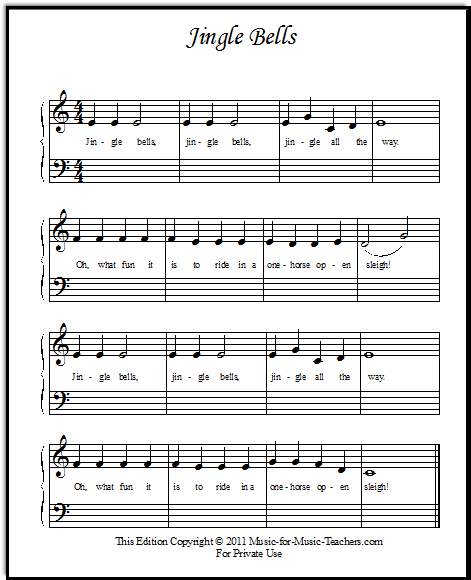 Jingle Bells
4 4
Jin - gle bells, jin - gle bells, jin - gle all the way.
4 4
Oh, what fun it is to ride in a one - horse op - en sleigh!
Jin - gle bells, jin - gle bells, jin - gle all the way.
Oh, what fun it is to ride in a one - horse op - en sleigh!
This Edition Copyright © 2011 Music-for-Music-Teachers.com
For Private Use